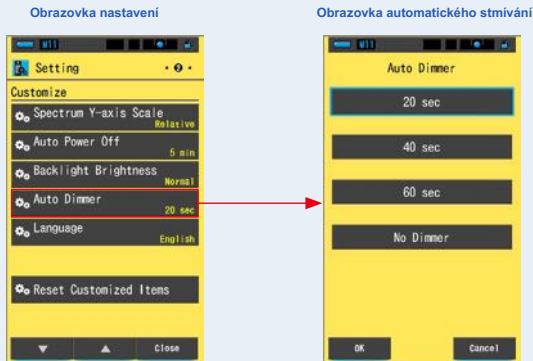 Obrazovka nastavení
Obrazovka automatického stmívání
M11
Setting
Customize
Spectrum Y-axis Scale
Relative
Auto Power Off
5 min
Backlight Brightness
Normal
Auto Dimmer
20 sec
Language
English
Reset Customized Items
Close
M11
Auto Dimmer
20 sec
40 sec
60 sec
No Dimmer
OK
Cancel